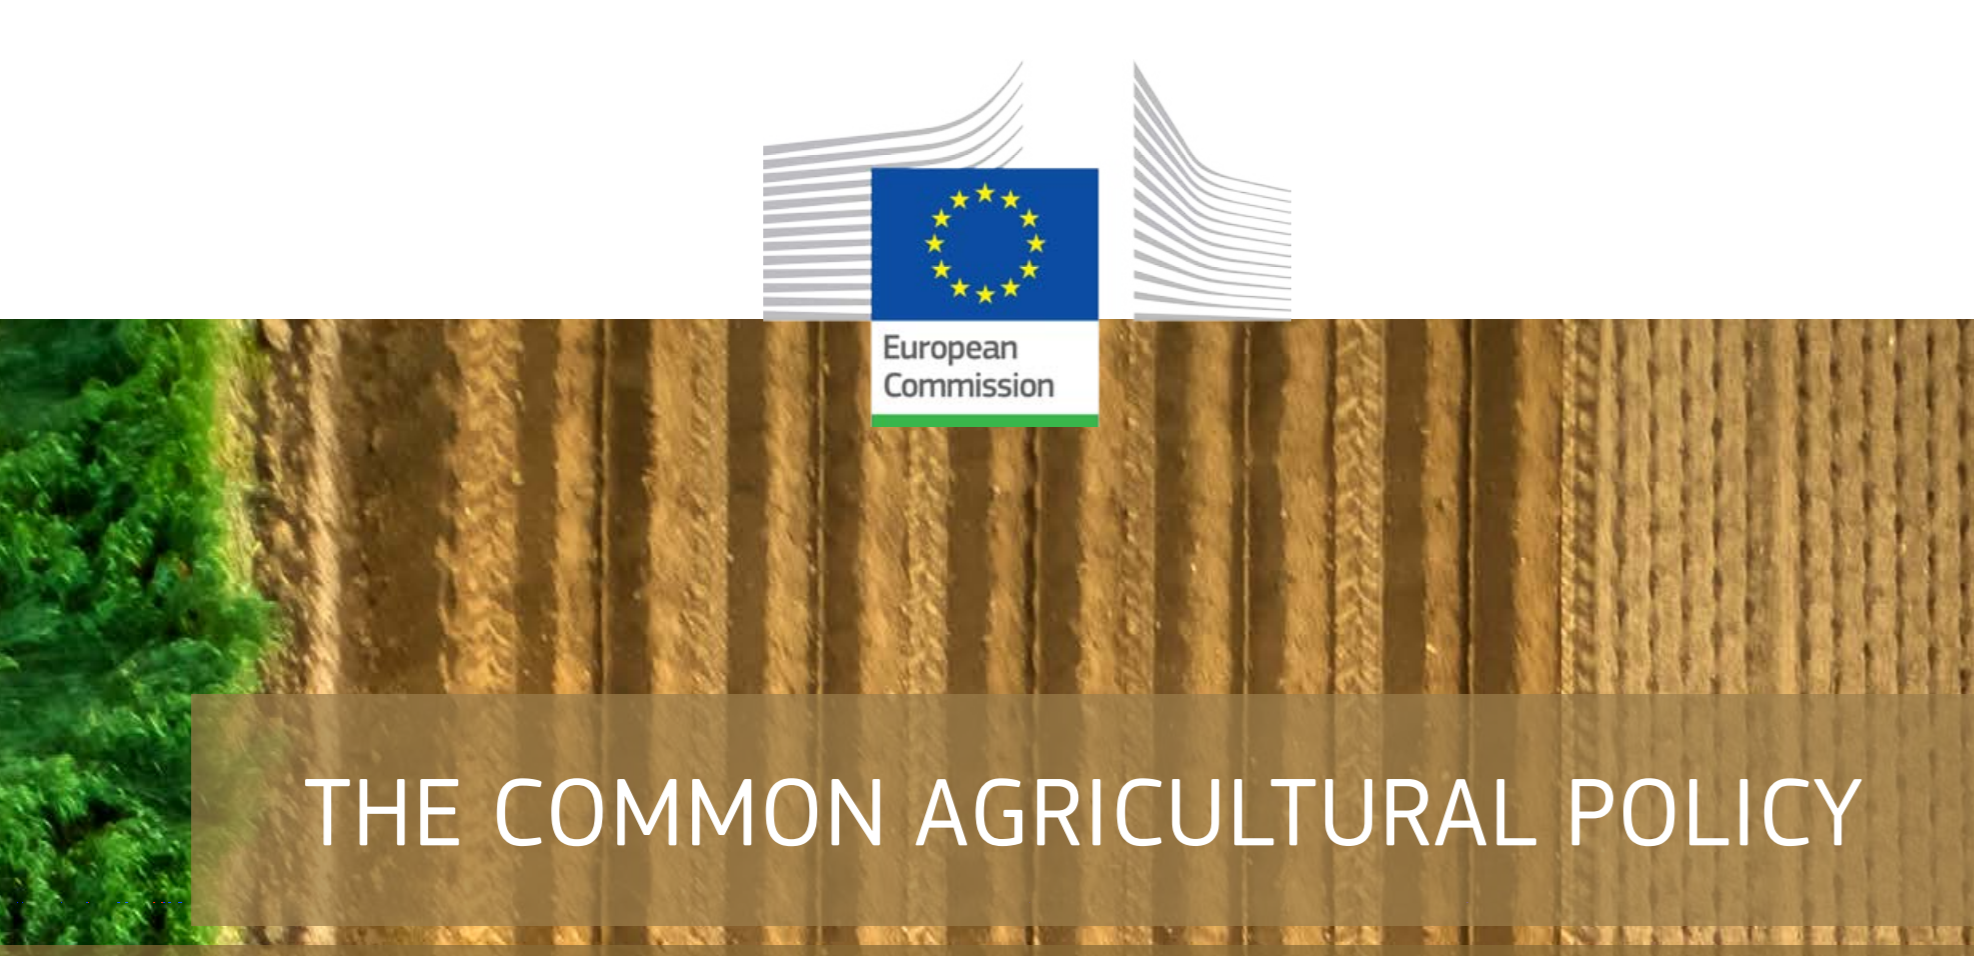 European
Commission
THE COMMON AGRICULTURAL POLICY